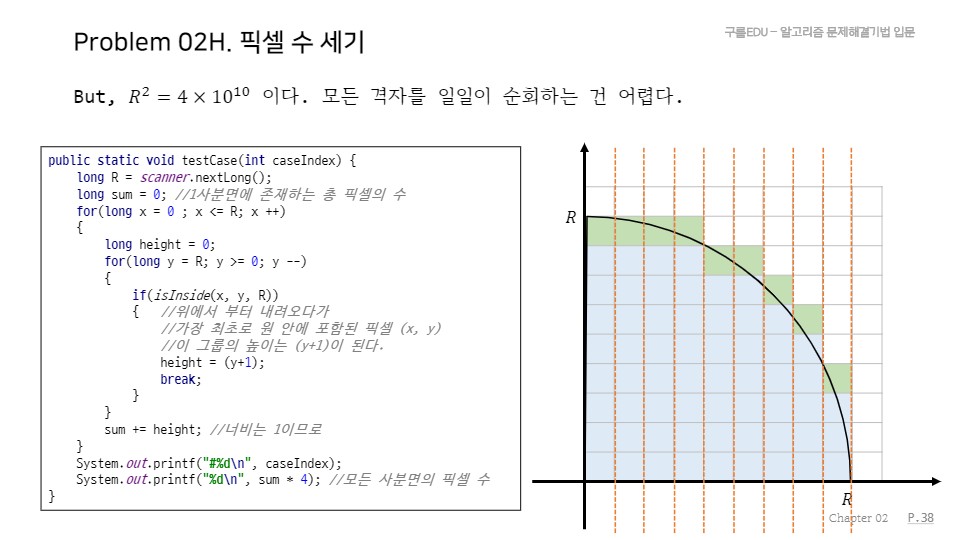 Problem 02H. 픽셀 수 세기
구름EDU – 알고리즘 문제해결기법 입문
But, R² = 4 × 10¹⁰ 이다. 모든 격자를 일일이 순회하는 건 어렵다.
public static void testCase(int caseIndex) {
    long R = scanner.nextLong();
    long sum = 0; //1사분면에 존재하는 총 픽셀의 수
    for(long x = 0 ; x <= R; x ++)
    {
        long height = 0;
        for(long y = R; y >= 0; y --)
        {
            if(isInside(x, y, R))
            {   //위에서 부터 내려오다가
                //가장 최초로 원 안에 포함된 픽셀 (x, y)
                //이 그룹의 높이는 (y+1)이 된다.
                height = (y+1);
                break;
            }
        }
        sum += height; //너비는 1이므로
    }
    System.out.printf("#%d\n", caseIndex);
    System.out.printf("%d\n", sum * 4); //모든 사분면의 픽셀 수
}
R
R
Chapter 02
P.38